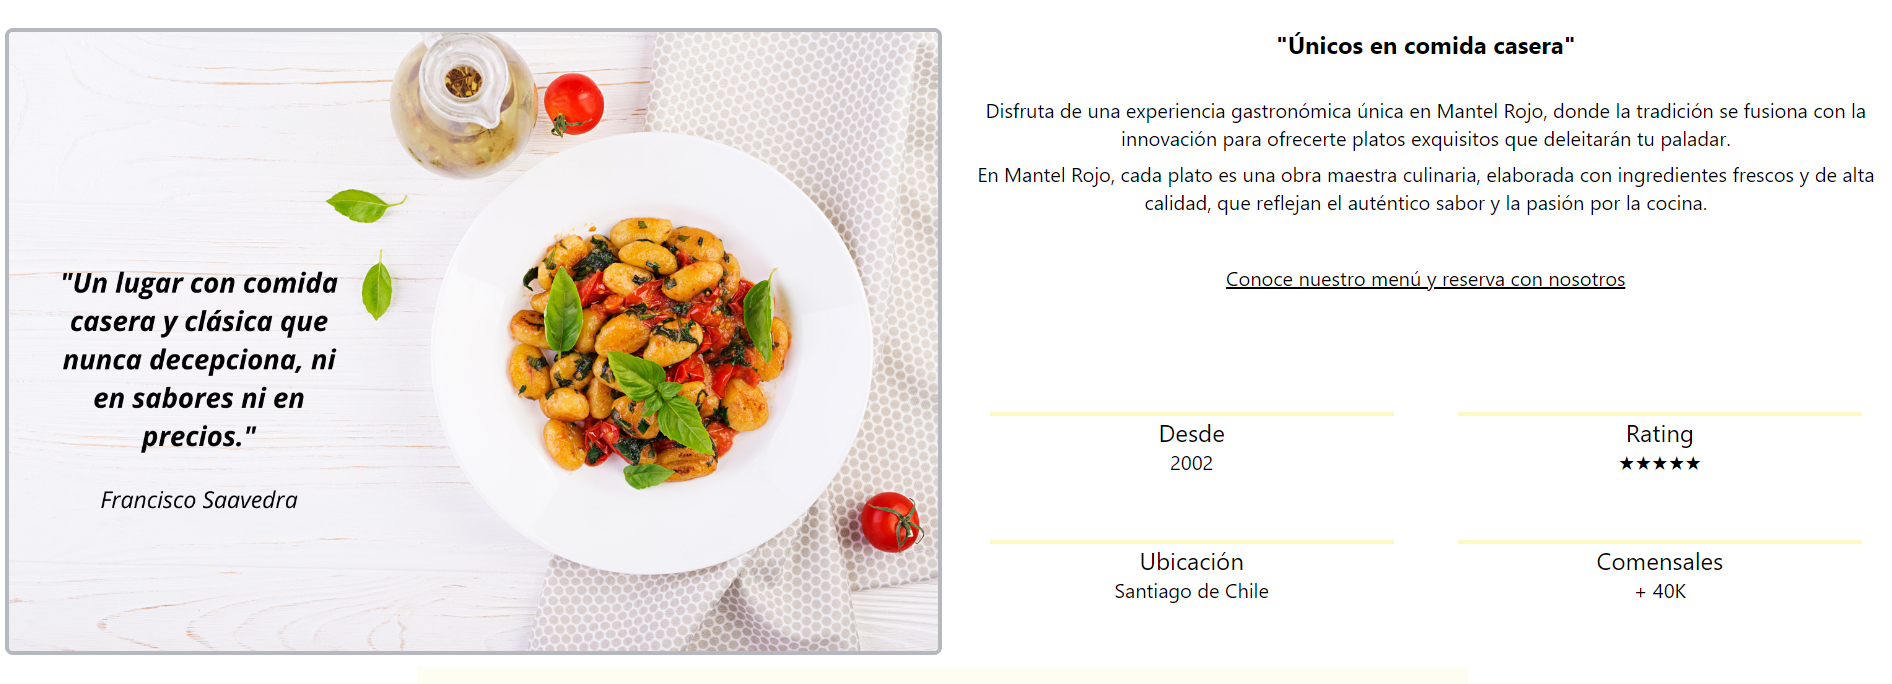 "Un lugar con comida
casera y clásica que
nunca decepciona, ni
en sabores ni en
precios."
Francisco Saavedra
"Únicos en comida casera"
Disfruta de una experiencia gastronómica única en Mantel Rojo, donde la tradición se fusiona con la
innovación para ofrecerte platos exquisitos que deleitarán tu paladar.
En Mantel Rojo, cada plato es una obra maestra culinaria, elaborada con ingredientes frescos y de alta
calidad, que reflejan el auténtico sabor y la pasión por la cocina.
Conoce nuestro menú y reserva con nosotros
Desde
2002
Rating
★★★★★
Ubicación
Santiago de Chile
Comensales
+ 40K